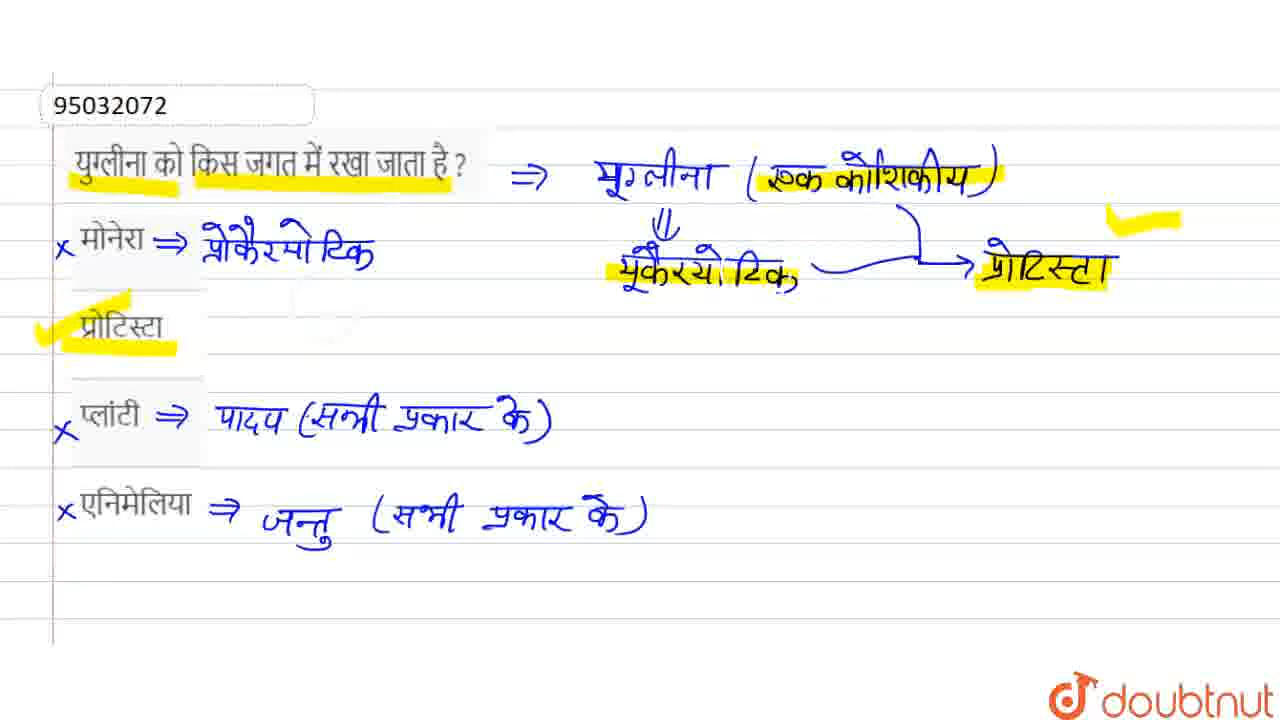 95032072
युग्लीना को किस जगत में रखा जाता है ? ⇒ यूग्लीना (एक कोशिकीय)
× मोनेरा ⇒ प्रोकैरयोटिक
⇓
यूकैरयोटिक → प्रोटिस्टा
प्रोटिस्टा
× प्लांटी ⇒ पादप (सभी प्रकार के)
× एनिमेलिया ⇒ जन्तु (सभी प्रकार के)
doubtnut